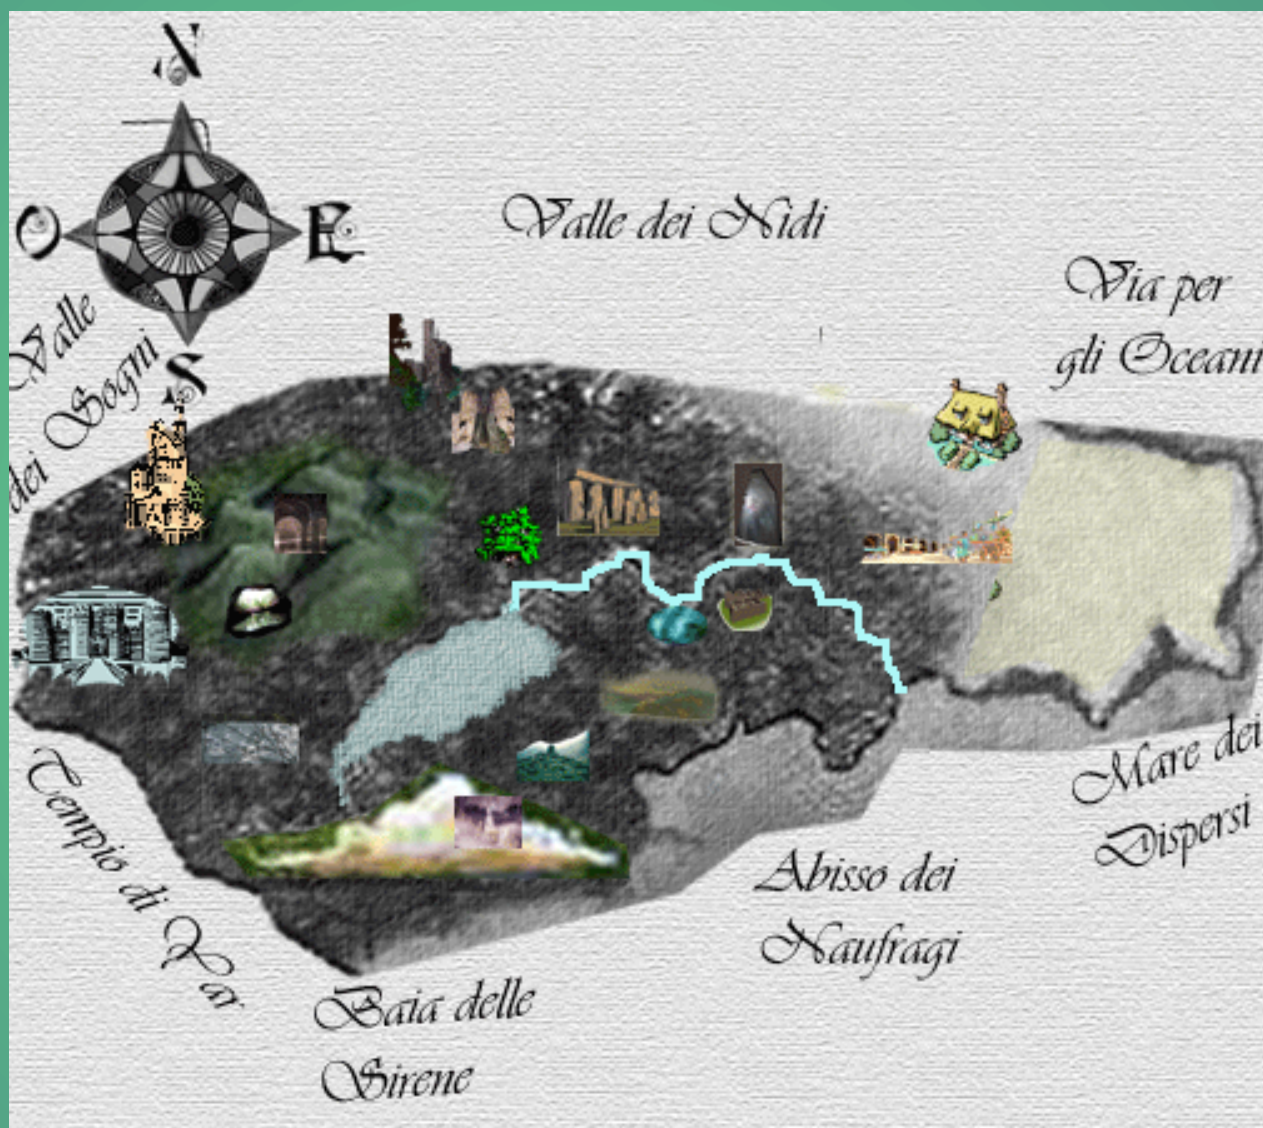 N
O
E
S
Valle dei Nidi
Via per
gli Oceani
Valle
dei Sogni
Tempio di Yar
Mare dei
Dispersi
Abisso dei
Naufragi
Baia delle
Sirene